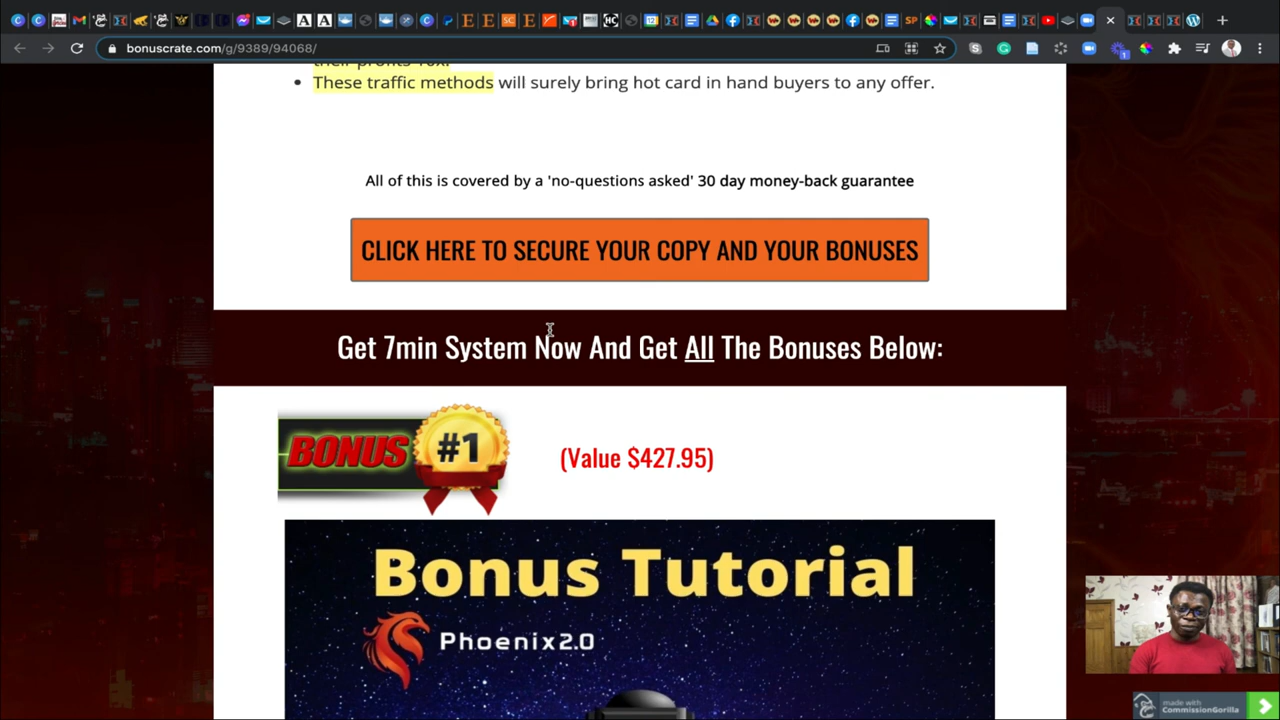 bonuscrate.com/g/9389/94068/
their profits 10x.
These traffic methods will surely bring hot card in hand buyers to any offer.
All of this is covered by a 'no-questions asked' 30 day money-back guarantee
CLICK HERE TO SECURE YOUR COPY AND YOUR BONUSES
Get 7min System Now And Get All The Bonuses Below:
BONUS #1
(Value $427.95)
Bonus Tutorial
Phoenix2.0
made with
CommissionGorilla